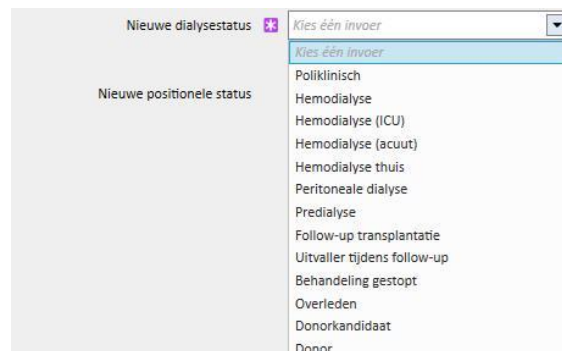 Nieuwe dialysestatus
Kies één invoer
Kies één invoer
Poliklinisch
Nieuwe positionele status
Hemodialyse
Hemodialyse (ICU)
Hemodialyse (acuut)
Hemodialyse thuis
Peritoneale dialyse
Predialyse
Follow-up transplantatie
Uitvaller tijdens follow-up
Behandeling gestopt
Overleden
Donorkandidaat
Donor